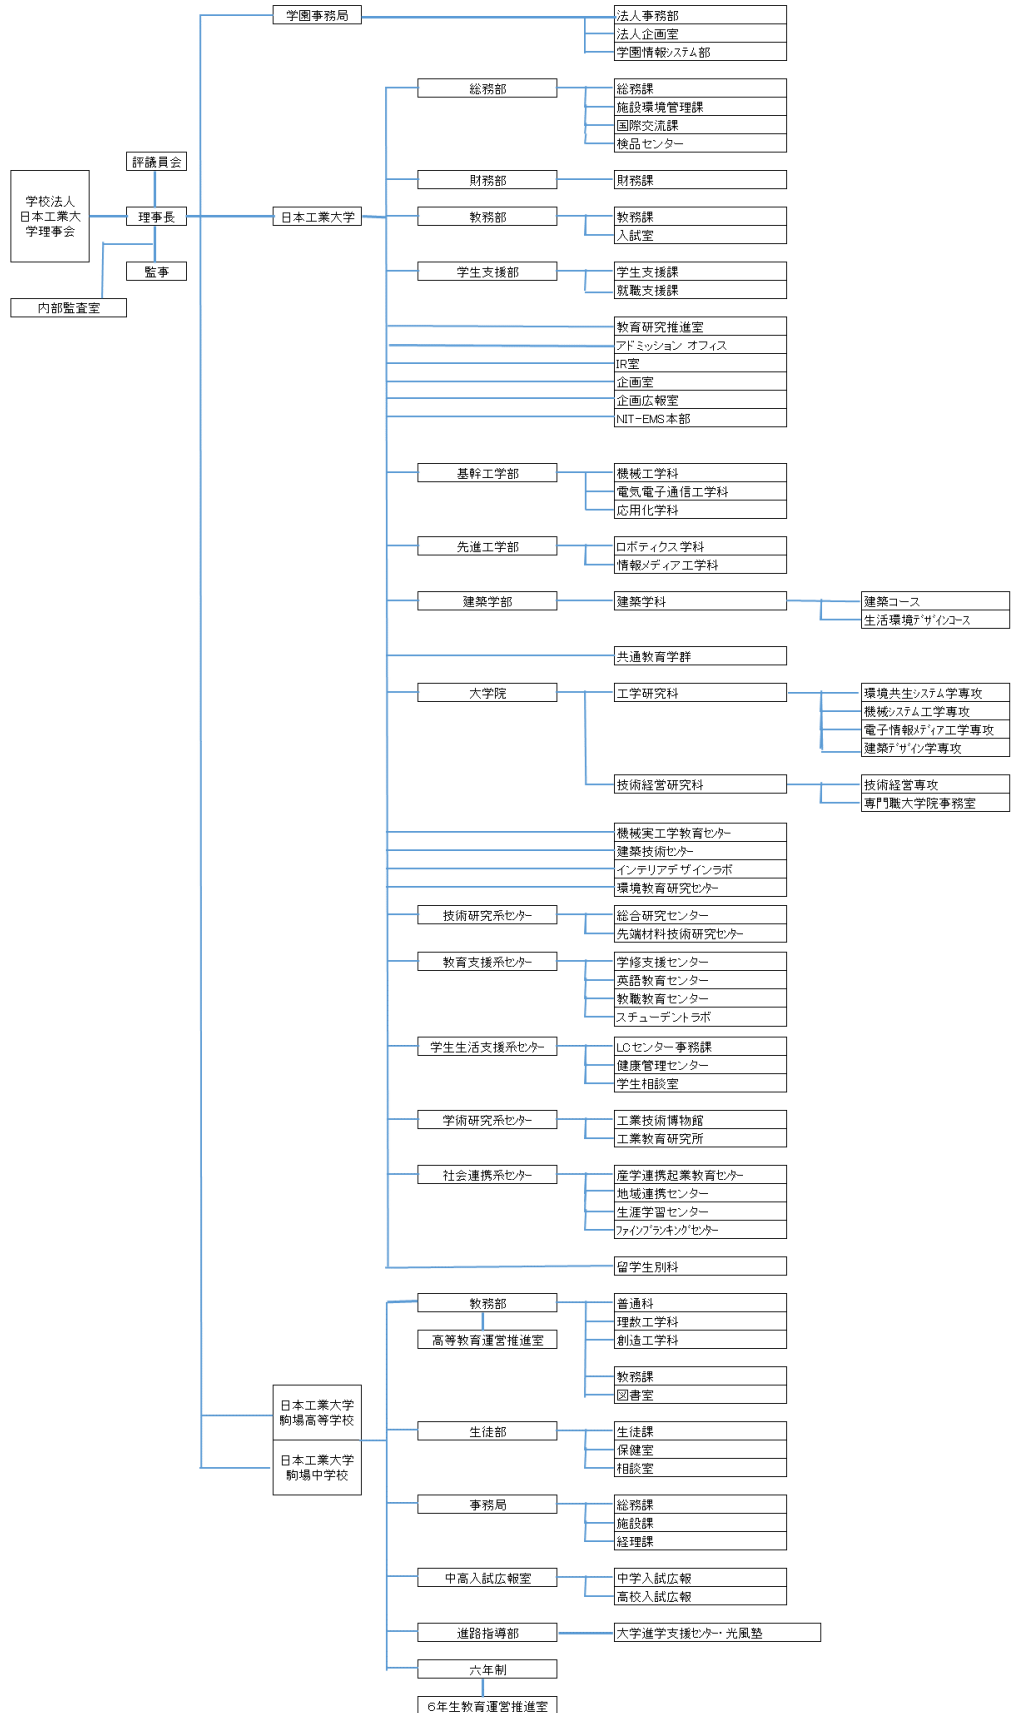 学園事務局
法人事務部
法人企画室
学園情報システム部
総務部
総務課
施設環境管理課
国際交流課
検品センター
評議員会
学校法人
日本工業大
学理事会
理事長
監事
内部監査室
日本工業大学
財務部
財務課
教務部
教務課
入試室
学生支援部
学生支援課
就職支援課
教育研究推進室
アドミッション オフィス
IR室
企画室
企画広報室
NIT-EMS本部
基幹工学部
機械工学科
電気電子通信工学科
応用化学科
先進工学部
ロボティクス学科
情報メディア工学科
建築学部
建築学科
建築コース
生活環境デザインコース
共通教育学群
大学院
工学研究科
環境共生システム学専攻
機械システム工学専攻
電子情報メディア工学専攻
建築デザイン学専攻
技術経営研究科
技術経営専攻
専門職大学院事務室
機械実工学教育センター
建築技術センター
インテリアデザインラボ
環境教育研究センター
技術研究系センター
総合研究センター
先端材料技術研究センター
教育支援系センター
学修支援センター
英語教育センター
教職教育センター
スチューデントラボ
学生生活支援系センター
LCセンター事務課
健康管理センター
学生相談室
学術研究系センター
工業技術博物館
工業教育研究所
社会連携系センター
産学連携起業教育センター
地域連携センター
生涯学習センター
ファインブランキングセンター
留学生別科
教務部
高等教育運営推進室
普通科
理数工学科
創造工学科
教務課
図書室
日本工業大学
駒場高等学校
日本工業大学
駒場中学校
生徒部
生徒課
保健室
相談室
事務局
総務課
施設課
経理課
中高入試広報室
中学入試広報
高校入試広報
進路指導部
大学進学支援センター・光風塾
六年制
6年生教育運営推進室